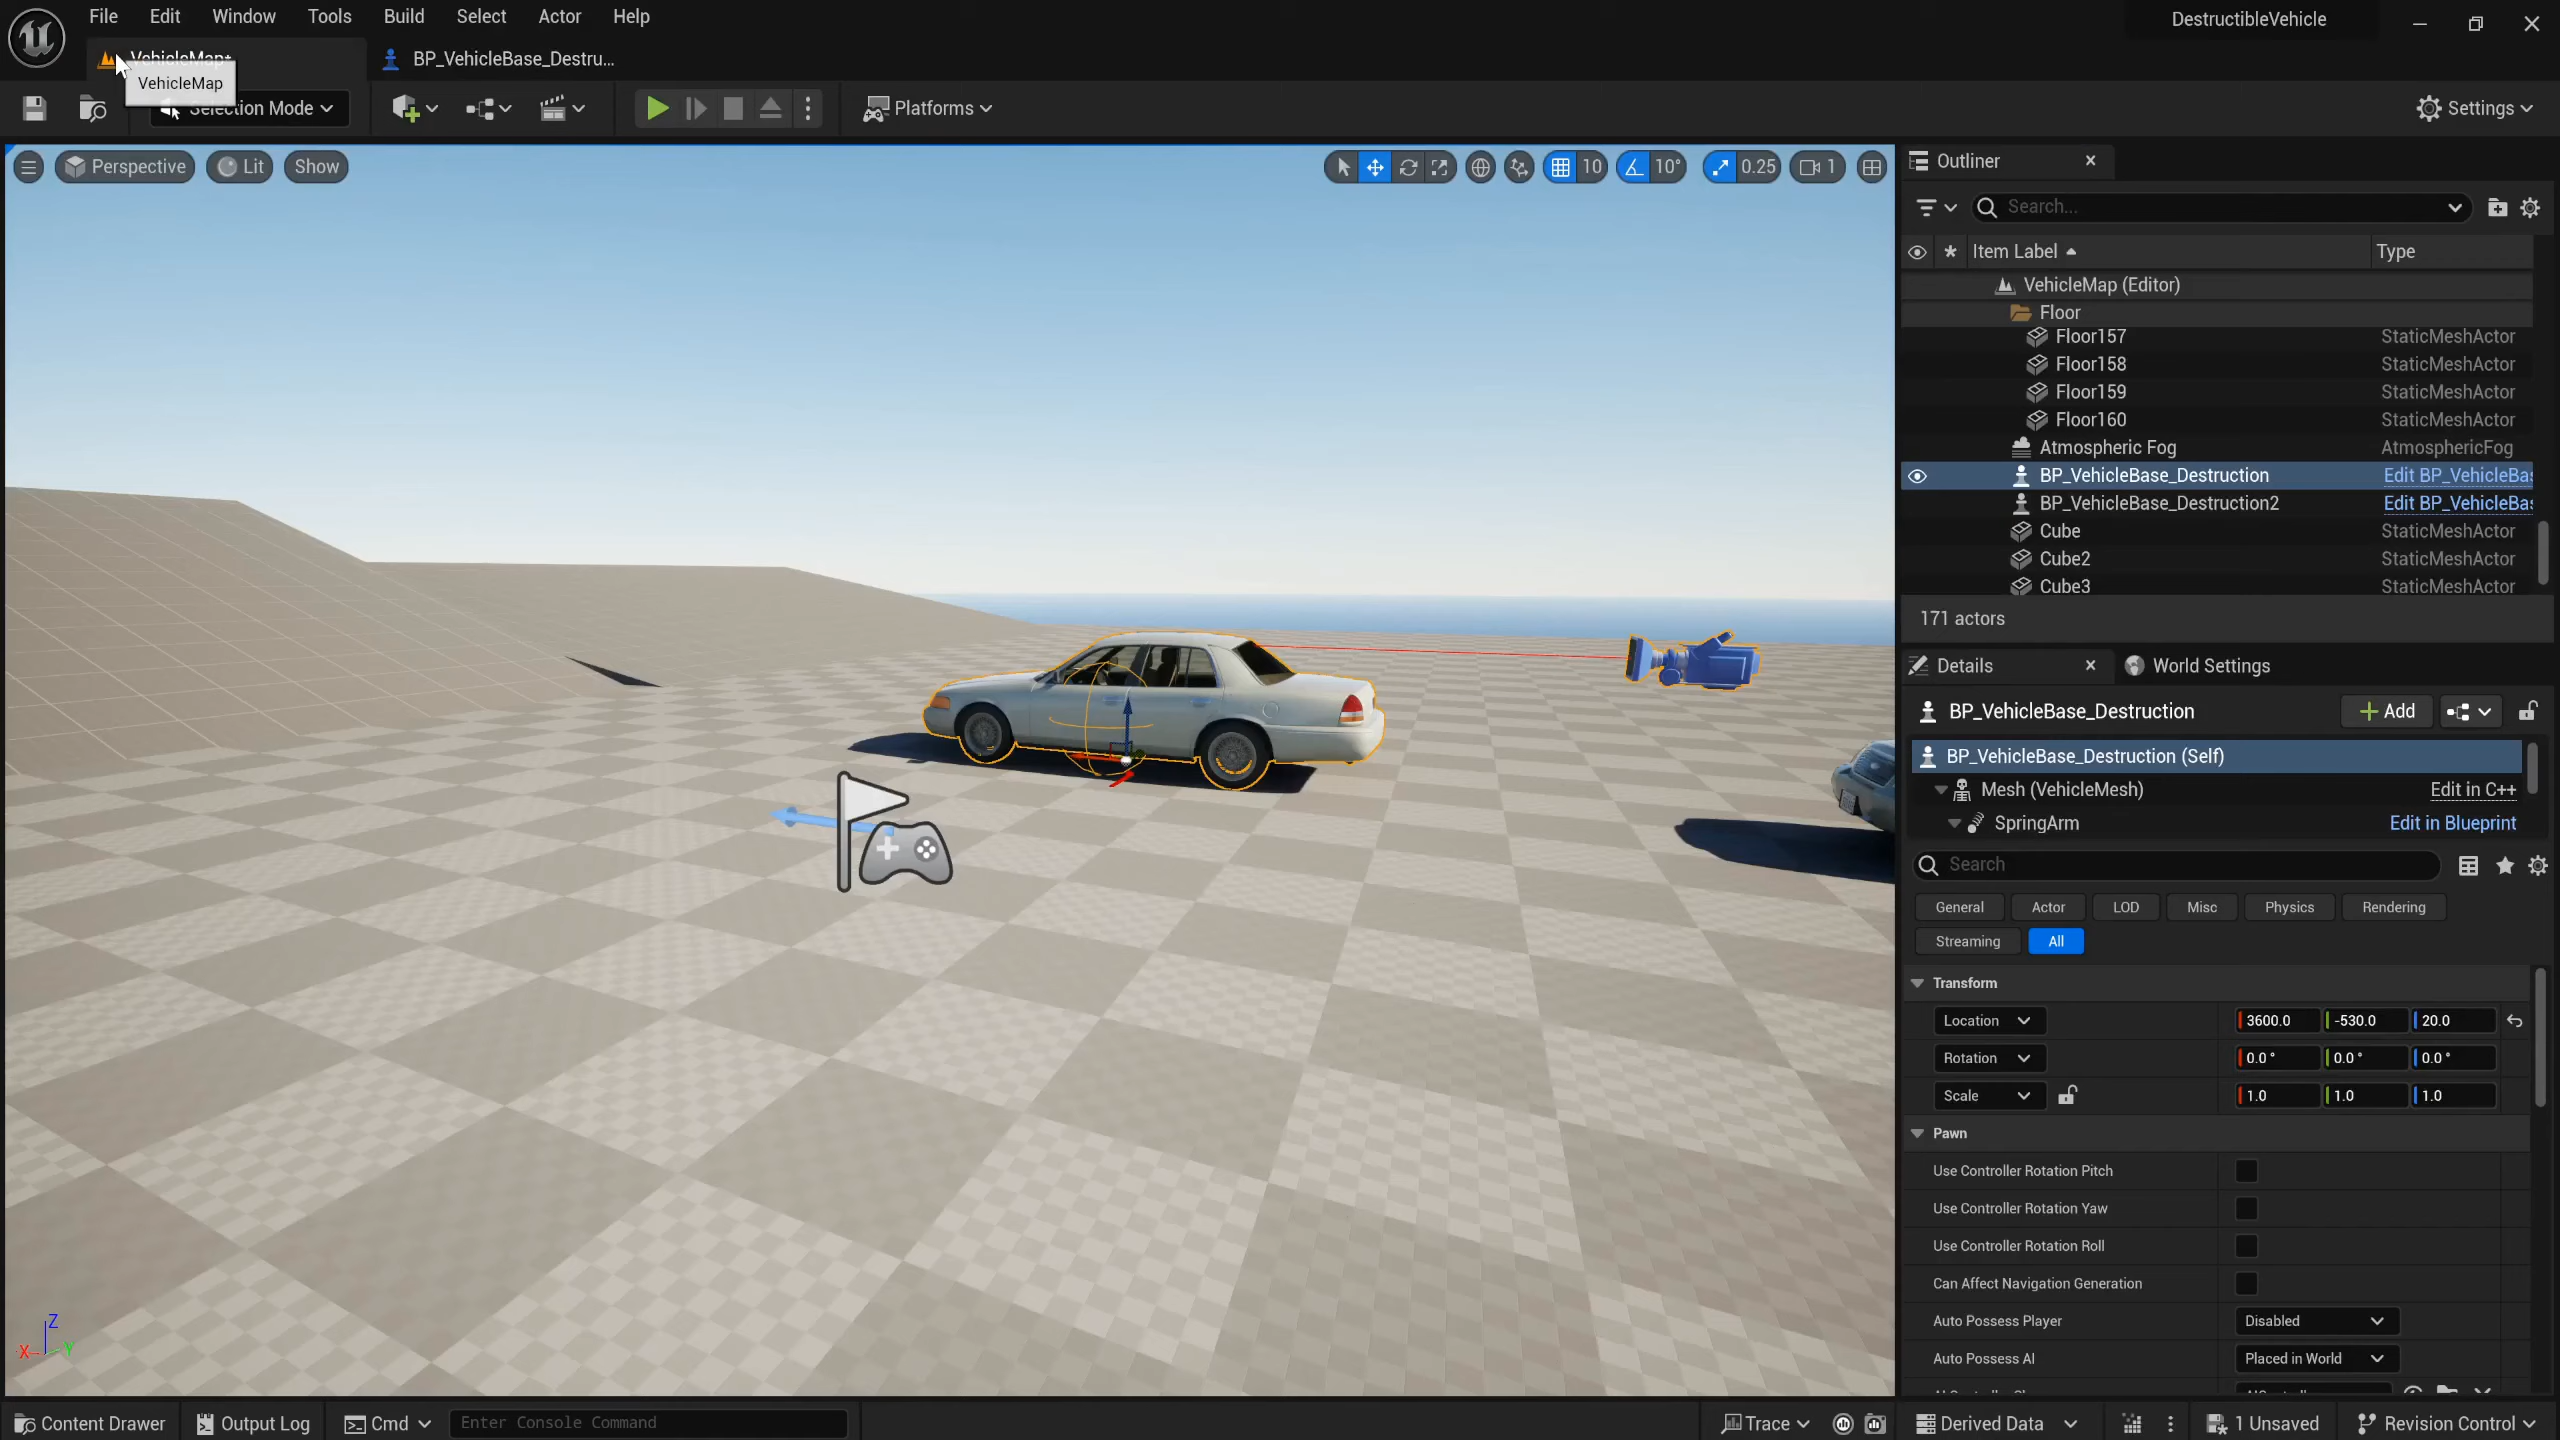 File Edit Window Tools Build Select Actor Help
DestructibleVehicle
VehicleMap*
BP_VehicleBase_Destru...
VehicleMap
Selection Mode
Platforms
Settings
Perspective
Lit
Show
10
10°
0.25
1
Outliner
Search...
Item Label
Type
VehicleMap (Editor)
Floor
Floor157 StaticMeshActor
Floor158 StaticMeshActor
Floor159 StaticMeshActor
Floor160 StaticMeshActor
Atmospheric Fog AtmosphericFog
BP_VehicleBase_Destruction Edit BP_VehicleBas
BP_VehicleBase_Destruction2 Edit BP_VehicleBas
Cube StaticMeshActor
Cube2 StaticMeshActor
Cube3 StaticMeshActor
171 actors
Details
World Settings
BP_VehicleBase_Destruction
Add
BP_VehicleBase_Destruction (Self)
Mesh (VehicleMesh) Edit in C++
SpringArm Edit in Blueprint
Search
General Actor LOD Misc Physics Rendering
Streaming All
Transform
Location 3600.0 -530.0 20.0
Rotation 0.0° 0.0° 0.0°
Scale 1.0 1.0 1.0
Pawn
Use Controller Rotation Pitch
Use Controller Rotation Yaw
Use Controller Rotation Roll
Can Affect Navigation Generation
Auto Possess Player Disabled
Auto Possess AI Placed in World
Z
X
Y
Content Drawer
Output Log
Cmd
Enter Console Command
Trace
Derived Data
1 Unsaved
Revision Control